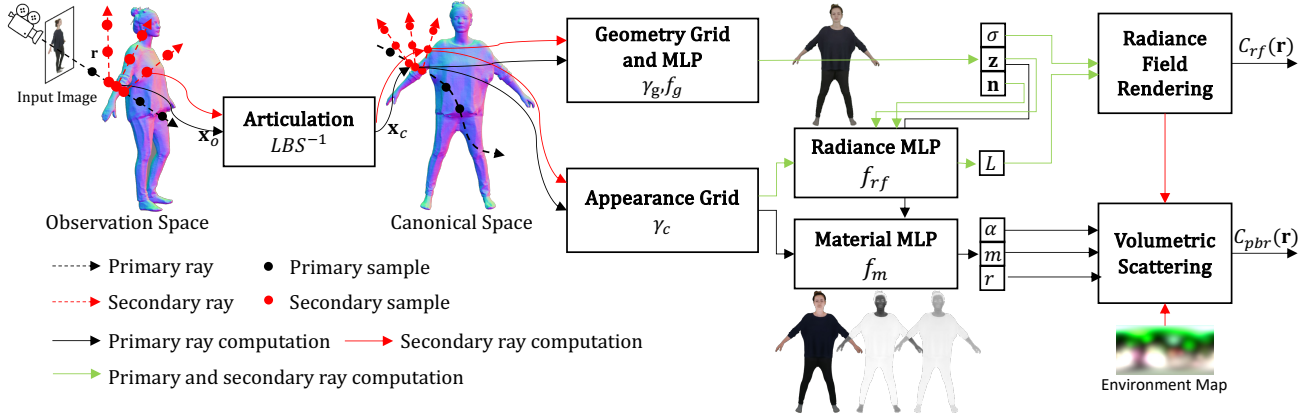 Input Image
r
Observation Space
x_o
Articulation
LBS⁻¹
x_c
Canonical Space
Geometry Grid
and MLP
γ_g,f_g
Appearance Grid
γ_c
Radiance MLP
f_rf
Material MLP
f_m
σ
z
n
L
α
m
r
Radiance
Field
Rendering
C_rf(r)
Volumetric
Scattering
C_pbr(r)
Environment Map
Primary ray
Primary sample
Secondary ray
Secondary sample
Primary ray computation
Secondary ray computation
Primary and secondary ray computation